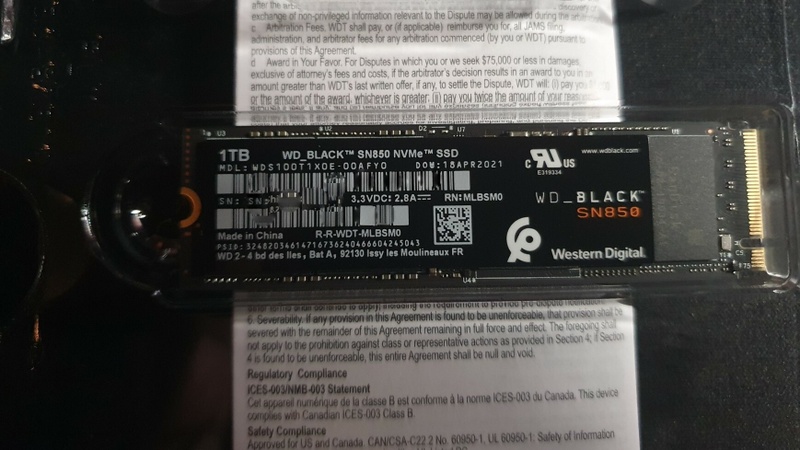 exchange of non-privileged information relevant to the Dispute may be allowed during the
c. Arbitration Fees. WDT shall pay, or (if applicable) reimburse you for, all JAMS filing,
administration, and arbitrator fees for any arbitration commenced (by you or WDT) pursuant to
provisions of this Agreement.
d. Award in Your Favor. For Disputes in which you or we seek $75,000 or less in damages,
exclusive of attorney's fees and costs, if the arbitrator's decision results in an award to you in an
amount greater than WDT's last written offer, if any, to settle the Dispute, WDT will: (i) pay you
or the amount of the award, whichever is greater; (ii) pay you twice the amount of your
U3
U2
D2
U7
1TB WD_BLACK™ SN850 NVMe™ SSD
MDL: WDS100T1X0E-00AFY0 DOM:18APR2021
SN:
3.3VDC: 2.8A RN:MLBSM0
Made in China R-R-WDT-MLBSM0
PSID: 32482034614716736240466604245043
WD 2-4 bd des Iles, Bat A, 92130 Issy les Moulineaux FR
C UR US
E319334
www.wdblack.com
WD_BLACK™
SN850
Western Digital
6. Severability. If any provision in this Agreement is found to be unenforceable, that provision shall be
severed with the remainder of this Agreement remaining in full force and effect. The foregoing shall
not apply to the prohibition against class or representative actions as provided in Section 4; if Section
4 is found to be unenforceable, this entire Agreement shall be null and void.
Regulatory Compliance
ICES-003/NMB-003 Statement
Cet appareil numérique de la classe B est conforme à la norme ICES-003 du Canada. This device
complies with Canadian ICES-003 Class B.
Safety Compliance
Approved for US and Canada. CAN/CSA-C22.2 No. 60950-1, UL 60950-1: Safety of Information